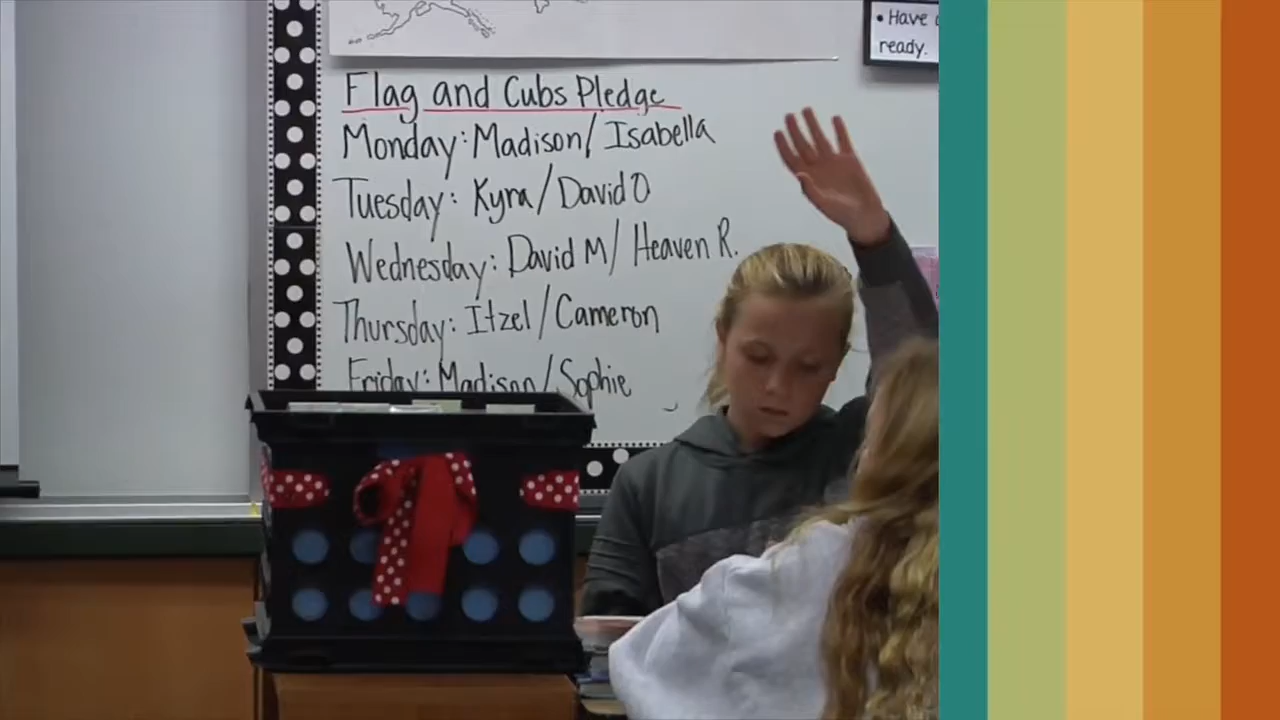 • Have
ready.
Flag and Cubs Pledge
Monday: Madison/ Isabella
Tuesday: Kyra/David O
Wednesday: David M/ Heaven R.
Thursday: Itzel/Cameron
Friday: Madison/Sophie